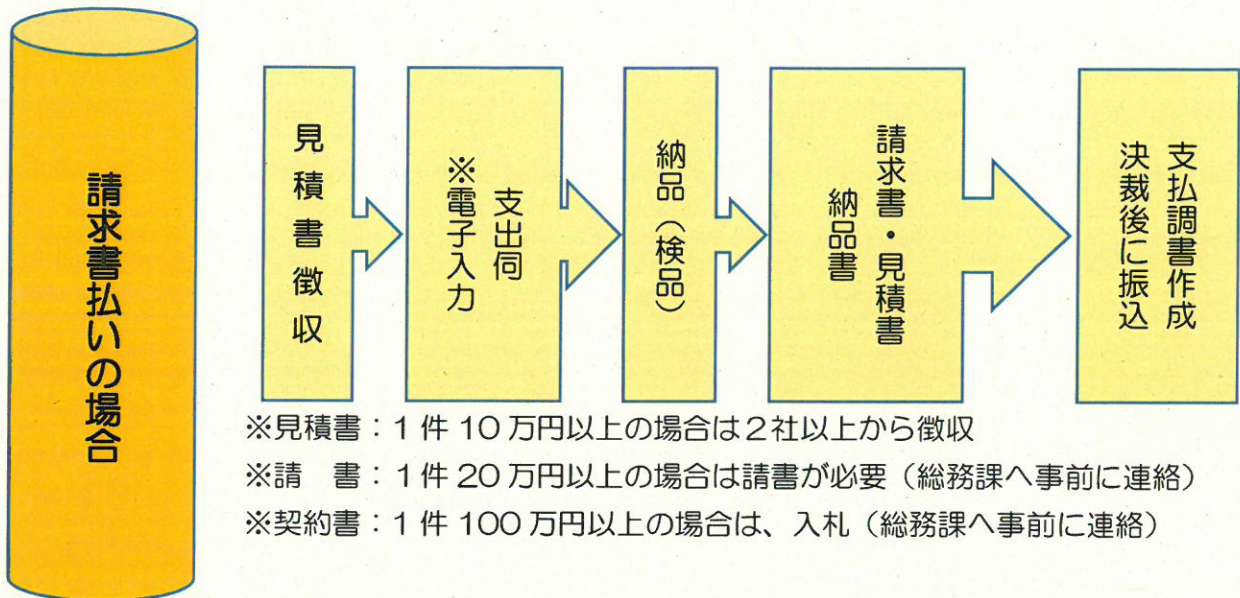 請求書払いの場合
見積書徴収
支出伺
※電子入力
納品（検品）
請求書・見積書
納品書
支払調書作成
決裁後に振込
※見積書：1件10万円以上の場合は2社以上から徴収
※請　書：1件20万円以上の場合は請書が必要（総務課へ事前に連絡）
※契約書：1件100万円以上の場合は、入札（総務課へ事前に連絡）